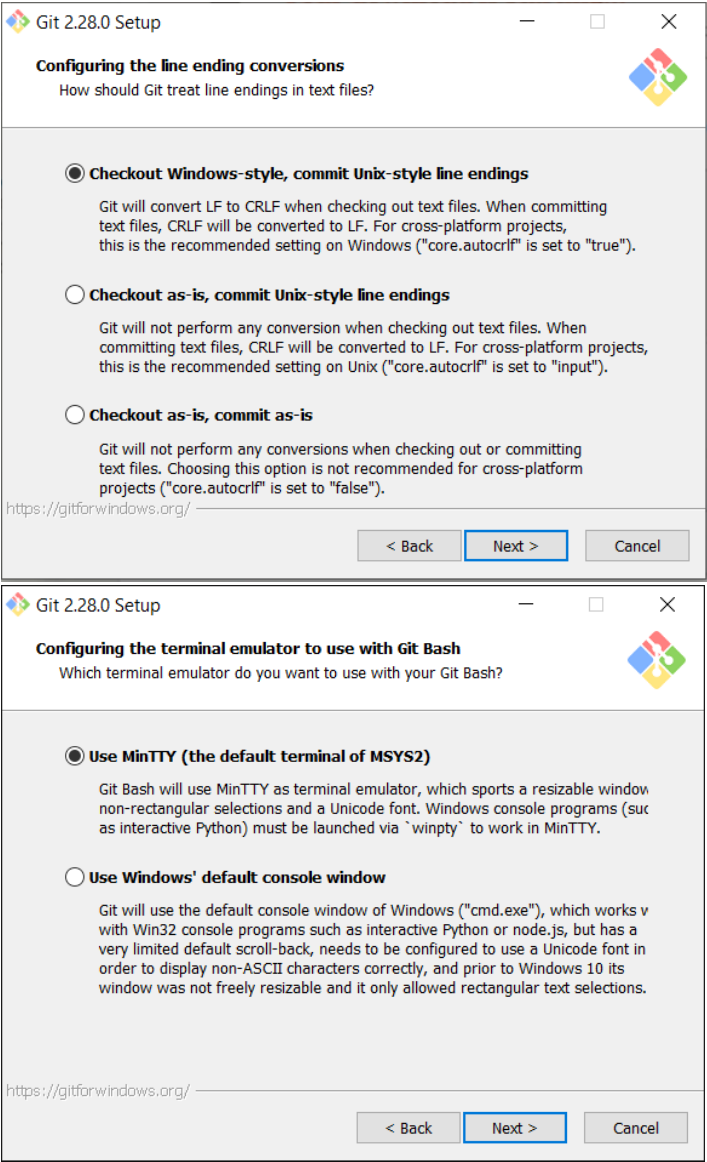 Git 2.28.0 Setup
Configuring the line ending conversions
How should Git treat line endings in text files?
Checkout Windows-style, commit Unix-style line endings
Git will convert LF to CRLF when checking out text files. When committing
text files, CRLF will be converted to LF. For cross-platform projects,
this is the recommended setting on Windows ("core.autocrlf" is set to "true").
Checkout as-is, commit Unix-style line endings
Git will not perform any conversion when checking out text files. When
committing text files, CRLF will be converted to LF. For cross-platform projects,
this is the recommended setting on Unix ("core.autocrlf" is set to "input").
Checkout as-is, commit as-is
Git will not perform any conversions when checking out or committing
text files. Choosing this option is not recommended for cross-platform
projects ("core.autocrlf" is set to "false").
https://gitforwindows.org/
< Back Next > Cancel
Git 2.28.0 Setup
Configuring the terminal emulator to use with Git Bash
Which terminal emulator do you want to use with your Git Bash?
Use MinTTY (the default terminal of MSYS2)
Git Bash will use MinTTY as terminal emulator, which sports a resizable window
non-rectangular selections and a Unicode font. Windows console programs (suc
as interactive Python) must be launched via `winpty` to work in MinTTY.
Use Windows' default console window
Git will use the default console window of Windows ("cmd.exe"), which works w
with Win32 console programs such as interactive Python or node.js, but has a
very limited default scroll-back, needs to be configured to use a Unicode font in
order to display non-ASCII characters correctly, and prior to Windows 10 its
window was not freely resizable and it only allowed rectangular text selections.
https://gitforwindows.org/
< Back Next > Cancel